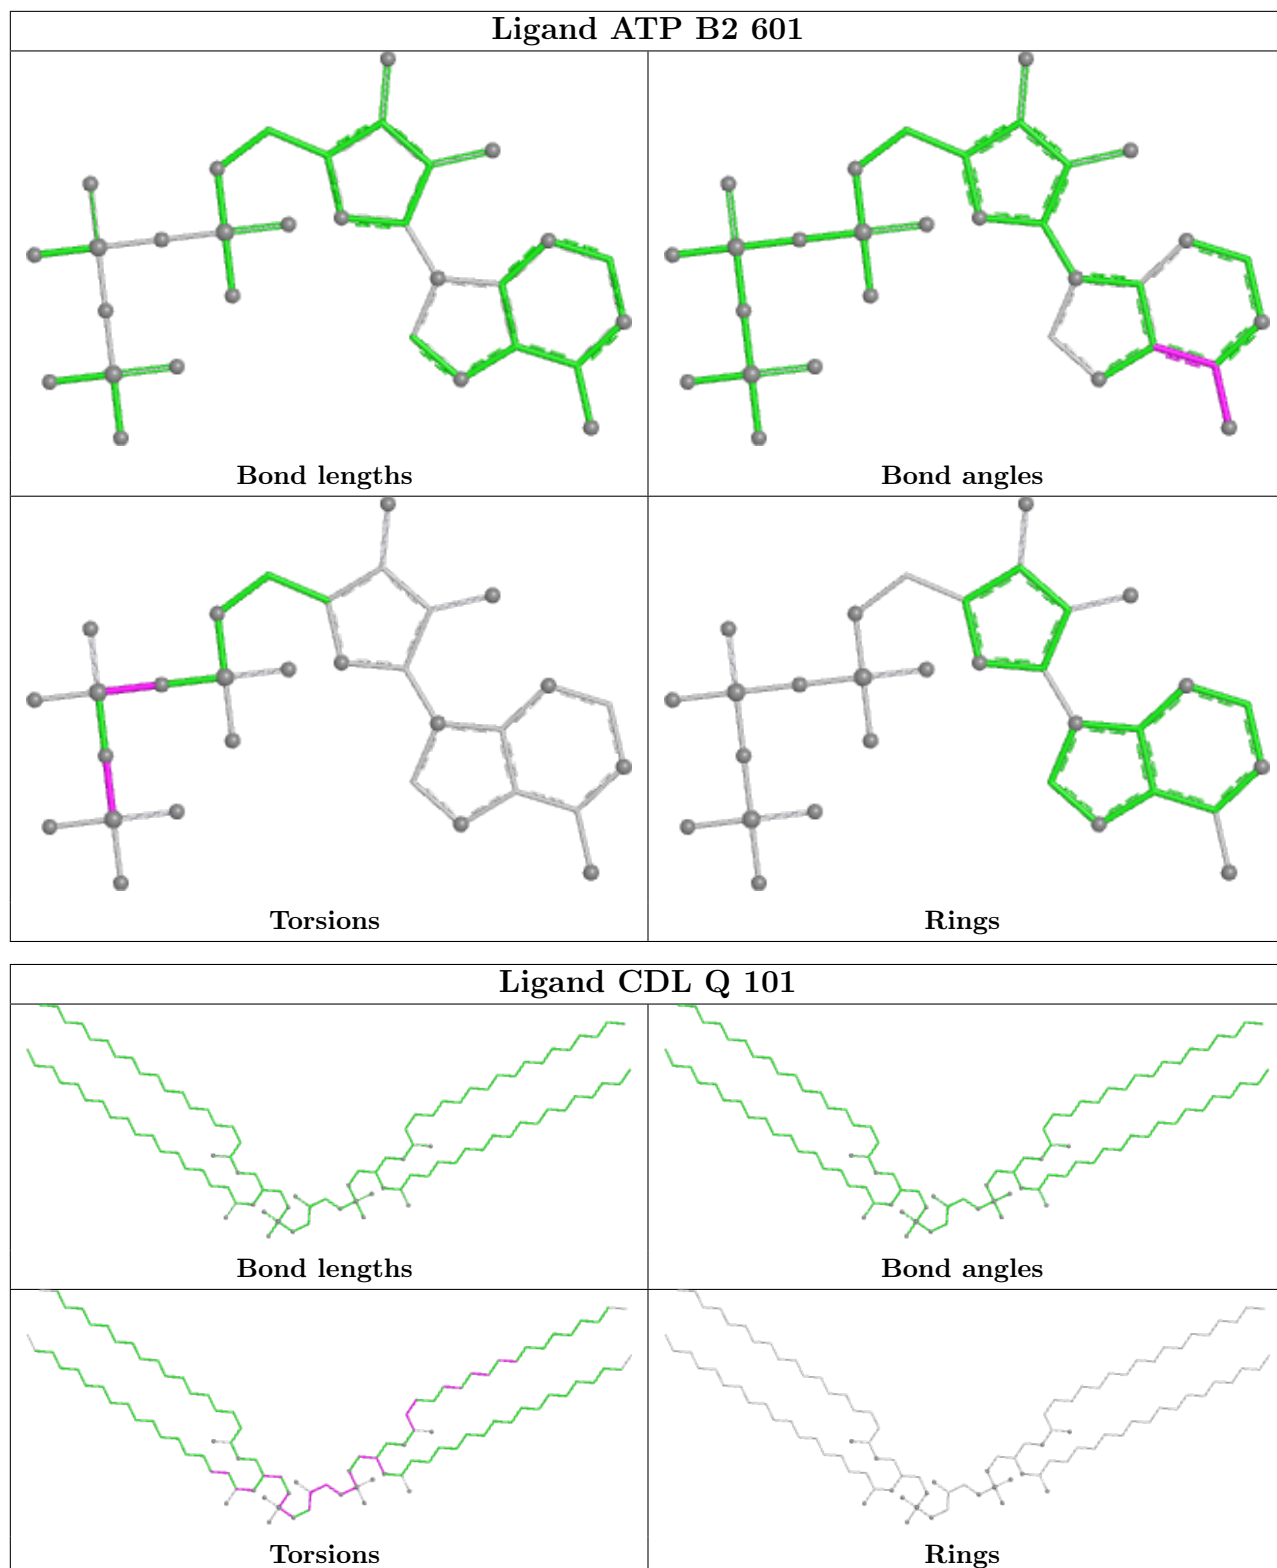 Ligand ATP B2 601
Bond lengths
Bond angles
Torsions
Rings
Ligand CDL Q 101
Bond lengths
Bond angles
Torsions
Rings